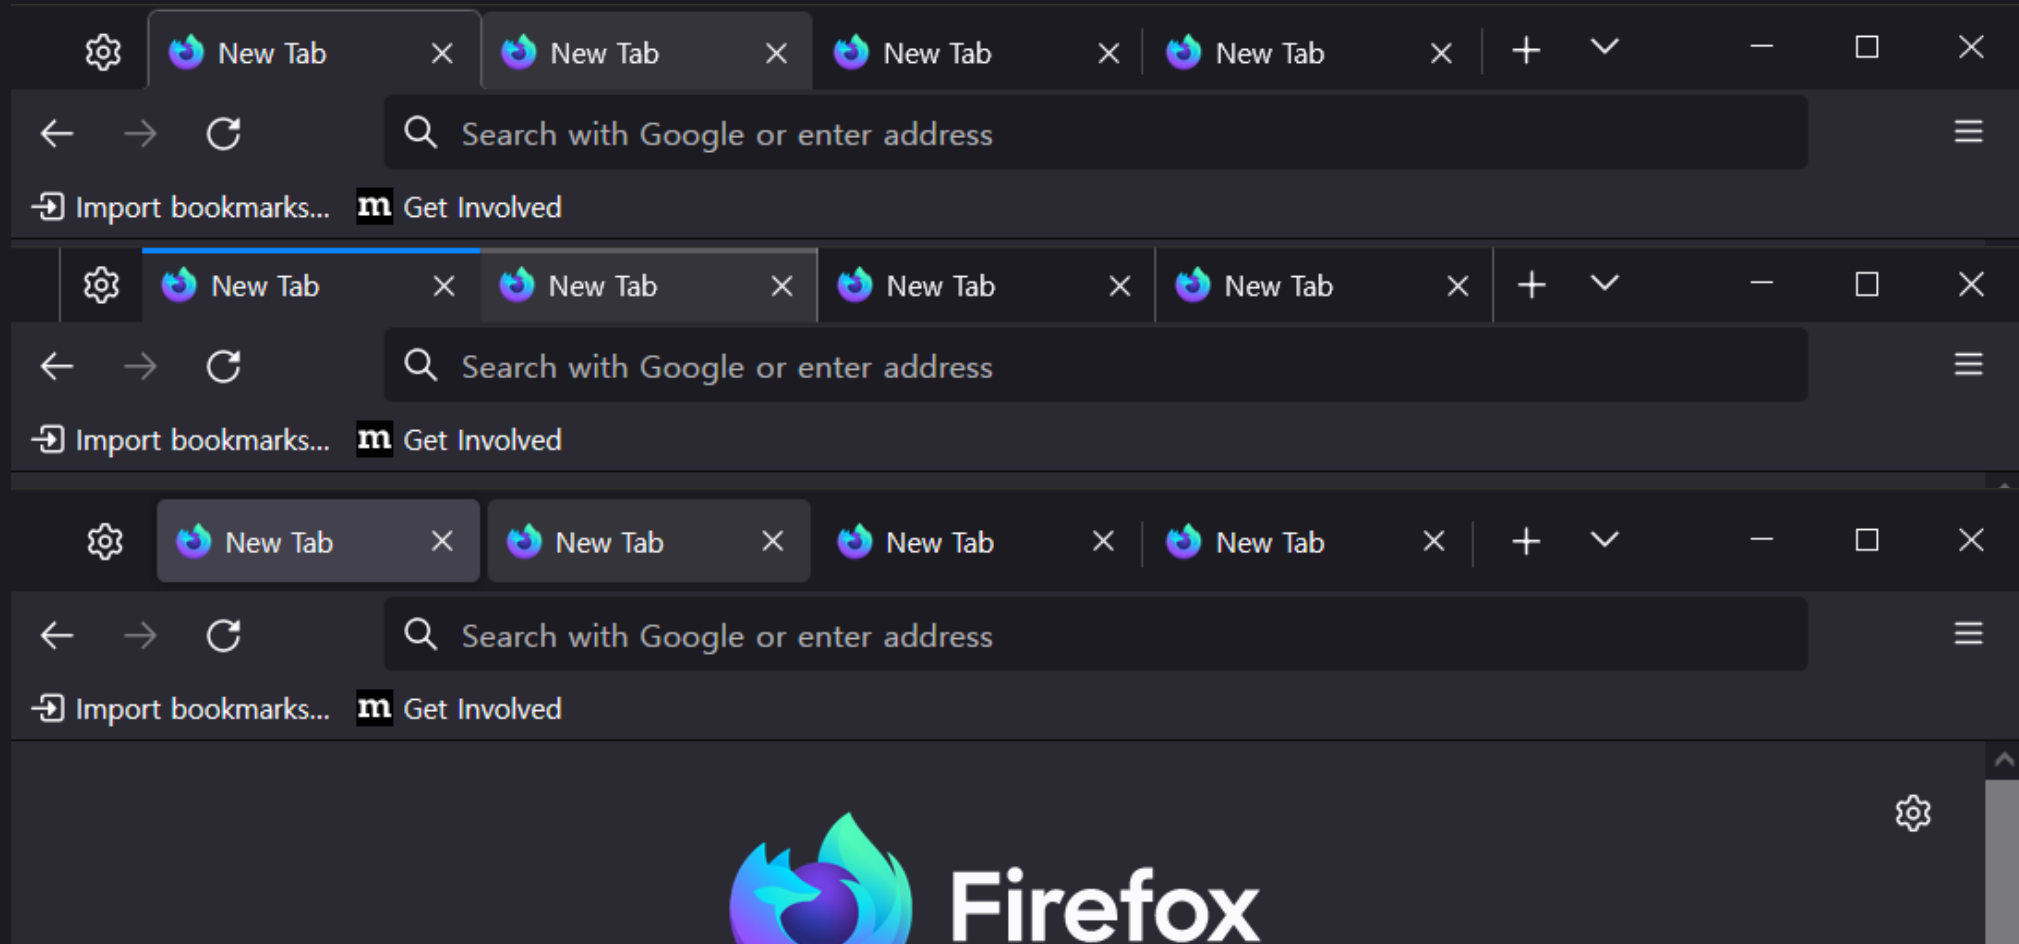 New Tab New Tab New Tab New Tab
Search with Google or enter address
Import bookmarks... m Get Involved
New Tab New Tab New Tab New Tab
Search with Google or enter address
Import bookmarks... m Get Involved
New Tab New Tab New Tab New Tab
Search with Google or enter address
Import bookmarks... m Get Involved
Firefox